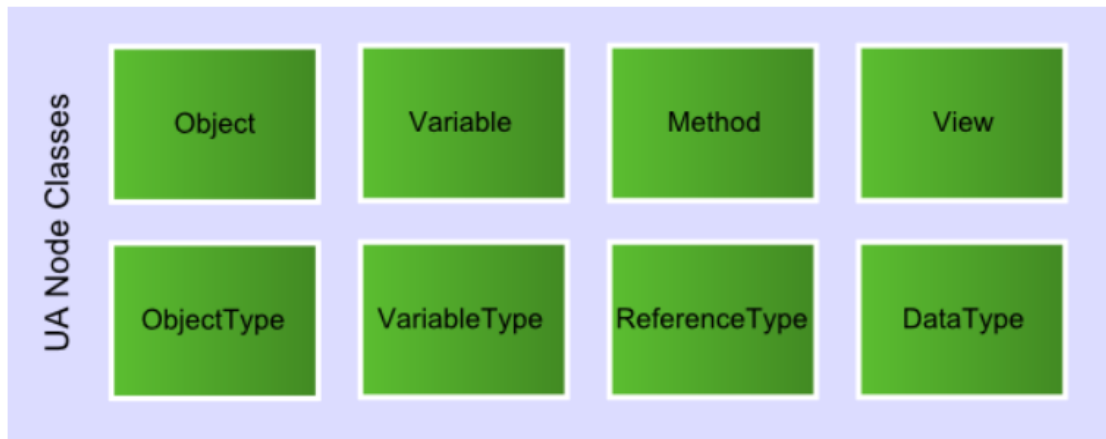 UA Node Classes
Object
Variable
Method
View
ObjectType
VariableType
ReferenceType
DataType